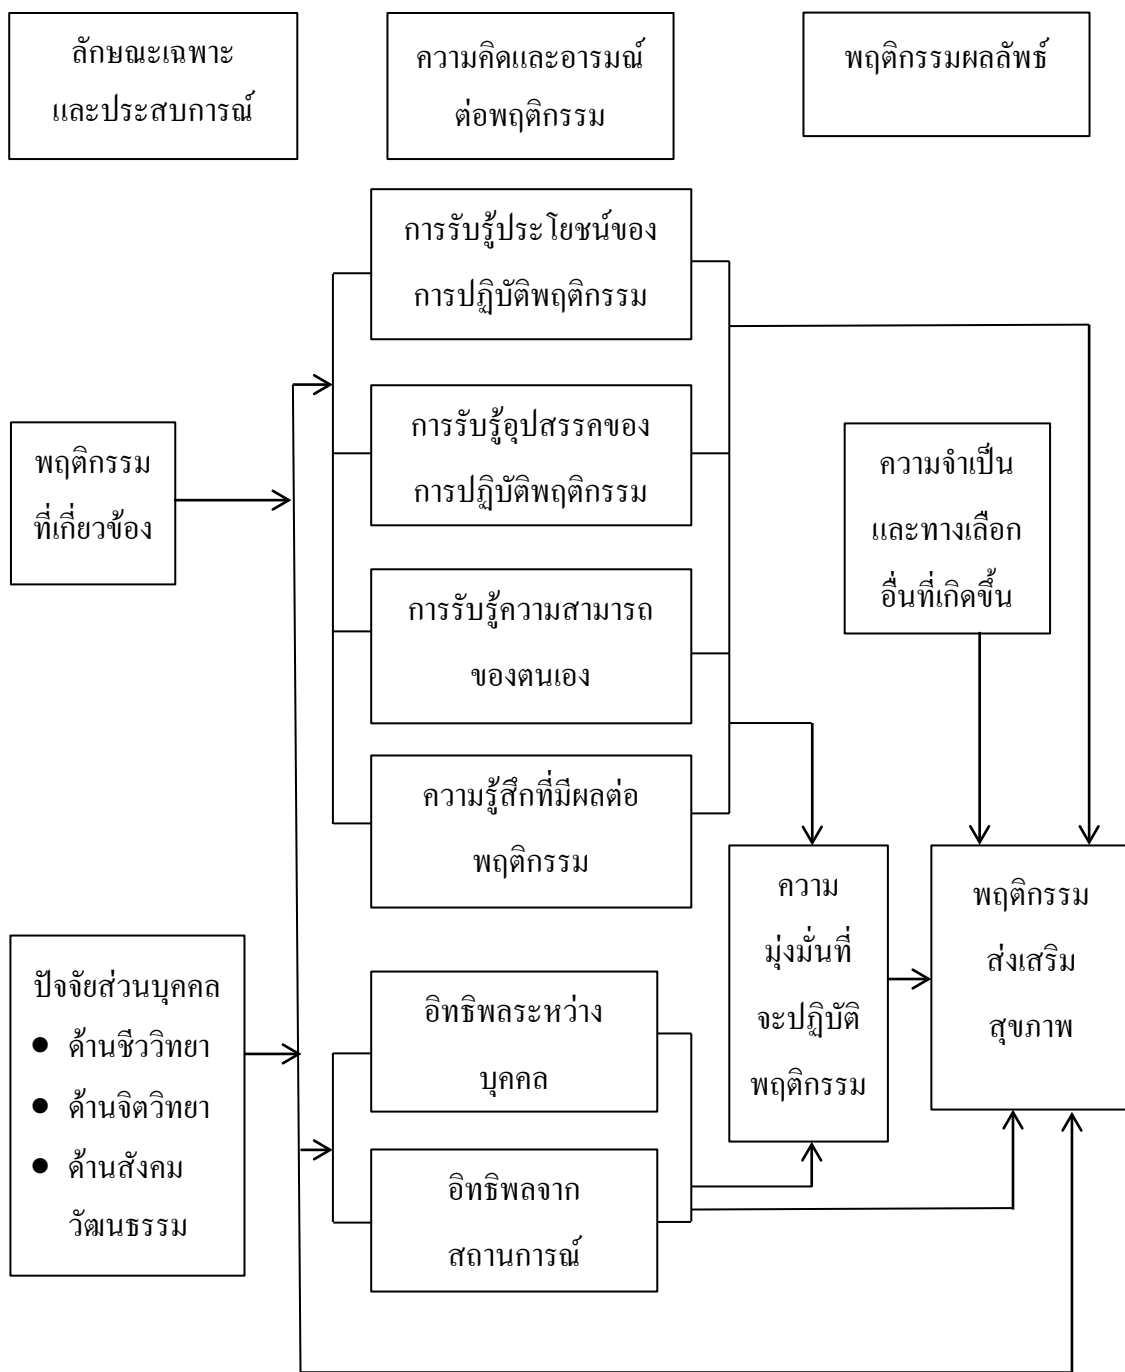 ลักษณะเฉพาะ
และประสบการณ์
ความคิดและอารมณ์
ต่อพฤติกรรม
พฤติกรรมผลลัพธ์
การรับรู้ประโยชน์ของ
การปฏิบัติพฤติกรรม
การรับรู้อุปสรรคของ
การปฏิบัติพฤติกรรม
พฤติกรรม
ที่เกี่ยวข้อง
ความจำเป็น
และทางเลือก
อื่นที่เกิดขึ้น
การรับรู้ความสามารถ
ของตนเอง
ความรู้สึกที่มีผลต่อ
พฤติกรรม
ความ
มุ่งมั่นที่
จะปฏิบัติ
พฤติกรรม
พฤติกรรม
ส่งเสริม
สุขภาพ
ปัจจัยส่วนบุคคล
● ด้านชีววิทยา
● ด้านจิตวิทยา
● ด้านสังคม
วัฒนธรรม
อิทธิพลระหว่าง
บุคคล
อิทธิพลจาก
สถานการณ์